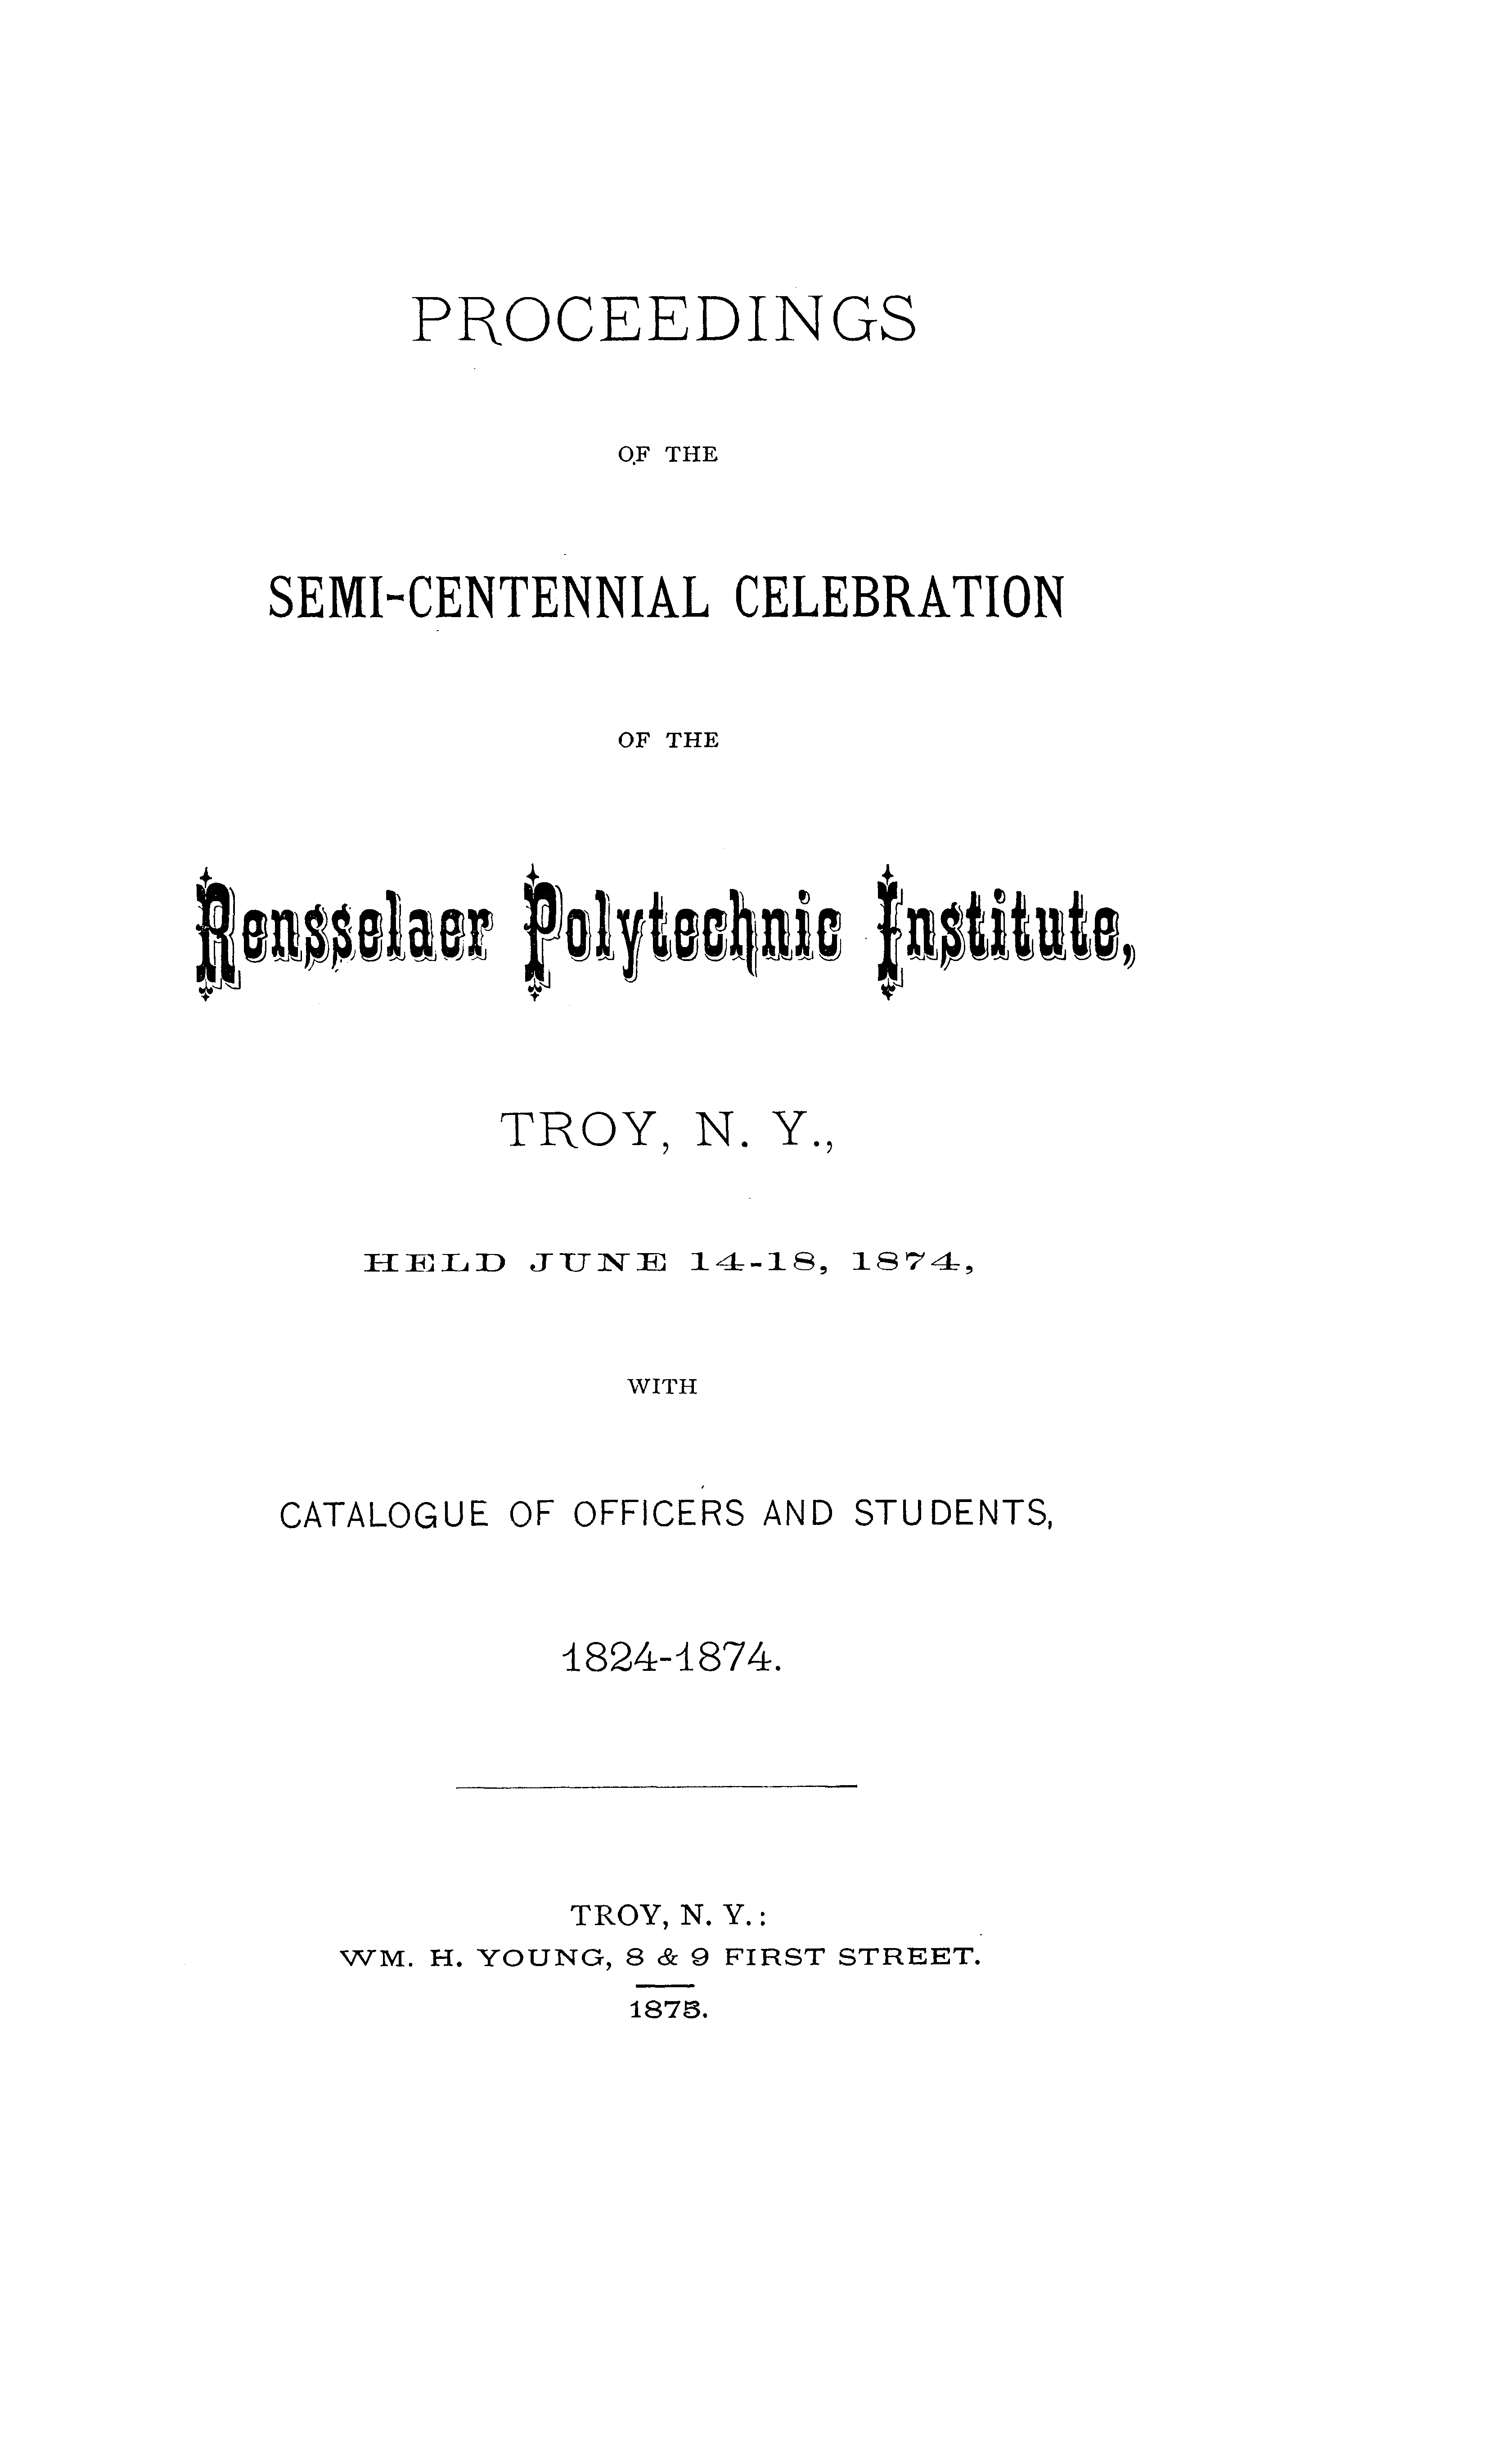 PROCEEDINGS
OF THE
SEMI-CENTENNIAL CELEBRATION
OF THE
Rensselaer Polytechnic Institute,
TROY, N. Y.,
HELD JUNE 14-18, 1874,
WITH
CATALOGUE OF OFFICERS AND STUDENTS,
1824-1874.
TROY, N. Y.:
WM. H. YOUNG, 8 & 9 FIRST STREET.
1875.